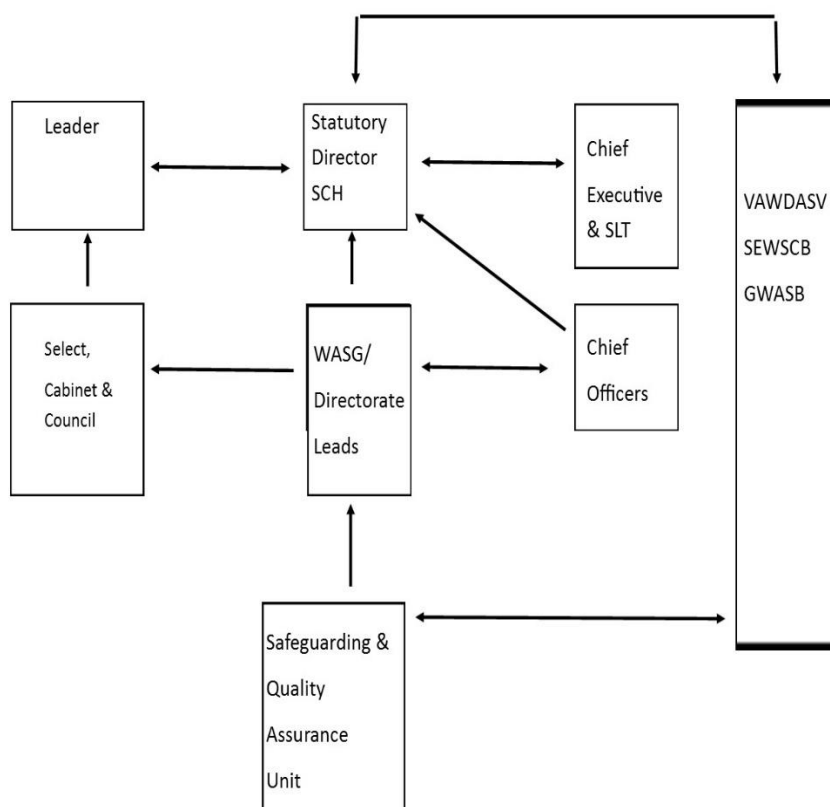 Leader
Statutory
Director
SCH
Chief
Executive
& SLT
VAWDASV
SEWSCB
GWASB
Select,
Cabinet &
Council
WASG/
Directorate
Leads
Chief
Officers
Safeguarding &
Quality
Assurance
Unit